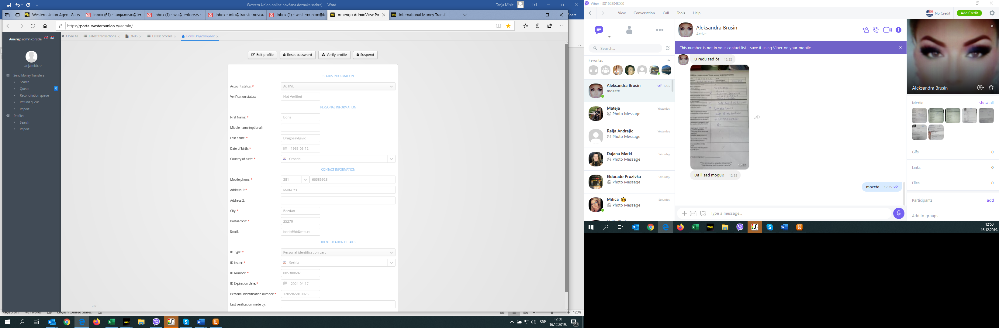 Western Union online novčana doznaka sadrzaj - Word
Tanja Misic
Western Union Agent Gatew
Inbox (61) - tanja.misic@ter
Inbox (1) - wu@tenfore.rs -
Inbox - info@transfernovca.
Inbox (1) - westernunion@t
Amerigo AdminView Po
International Money Transfe
Share
https://portal.westernunion.rs/admin/
Amerigo admin console
Close All
Latest transactions
3686
Latest profiles
Boris Dragosavljevic
tanja.misic
Send Money Transfers
Search
Queue
0
Reconciliation queue
Refund queue
Report
Profiles
Search
Report
Edit profile
Reset password
Verify profile
Suspend
STATUS INFORMATION
Account status: * ACTIVE
Verification status: Not Verified
PERSONAL INFORMATION
First Name: * Boris
Middle name (optional):
Last name: * Dragosavljevic
Date of birth: * 1965-05-12
Country of birth: * Croatia
CONTACT INFORMATION
Mobile phone: * 381 66385928
Address 1: * Malta 23
Address 2:
City: * Bezdan
Postal code: * 25270
Email: boris65d@mts.rs
IDENTIFICATION DETAILS
ID Type: * Personal identification card
ID Issuer: * Serbia
ID Number: * 005300682
ID Expiration date: * 2024-04-17
Personal identification number: * 1205965810026
Last verification made by:
Page 5 of 7 481 words English (United States)
120%
SRP
12:50
16.12.2019.
21
Viber +381693348000
View
Conversation
Call
Tools
Help
No Credit
Add Credit
Search...
Favorites
Aleksandra Brusin
12:35
mozete
Mateja
Yesterday
Photo Message
Relja Andrejic
Yesterday
Photo Message
Dajana Marki
Saturday
Photo Message
Eldorado Prozivka
Saturday
Photo Message
Milica
Saturday
Photo Message
Aleksandra Brusin
Active
This number is not in your contact list - save it using Viber on your mobile
U redu sad će 12:33
12:35
Da li sad mogu?! 12:35
mozete 12:35
GIF
Type a message...
Aleksandra Brusin
Media
show all
Gifs 0
Links 0
Files 0
Participants
add
Add to groups
12:50
16.12.2019.